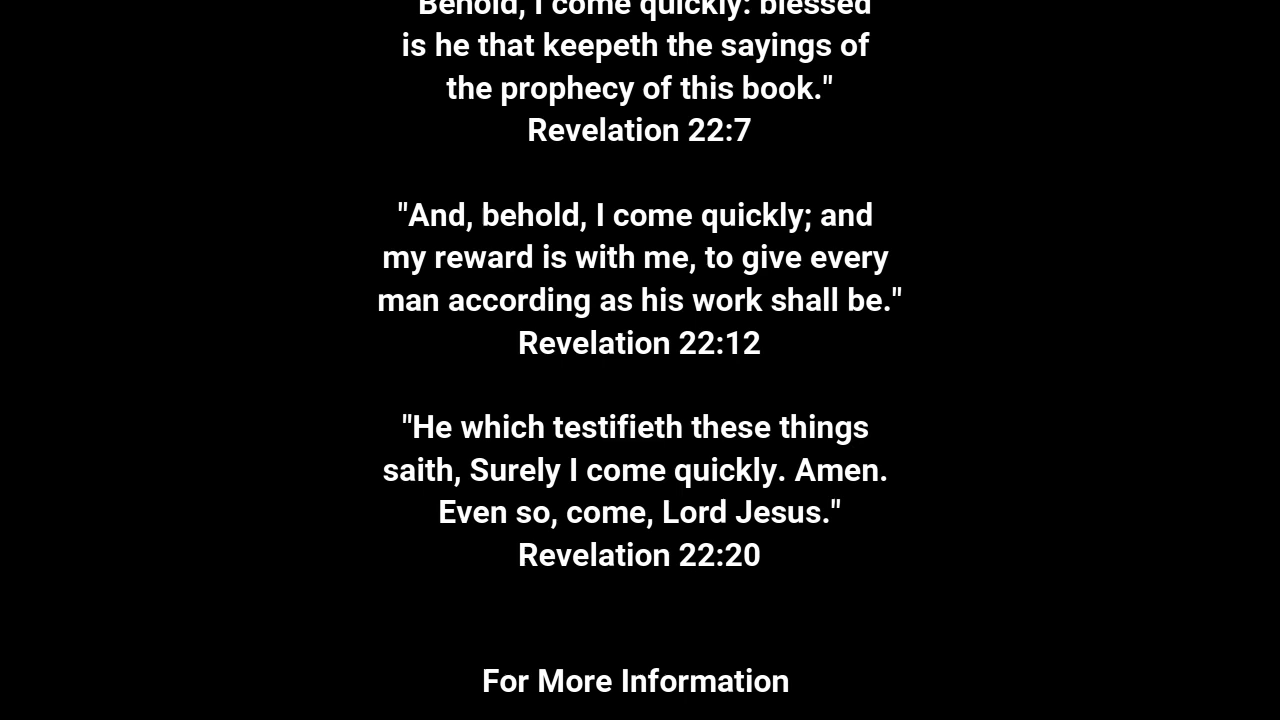 "Behold, I come quickly: blessed
is he that keepeth the sayings of
the prophecy of this book."
Revelation 22:7
"And, behold, I come quickly; and
my reward is with me, to give every
man according as his work shall be."
Revelation 22:12
"He which testifieth these things
saith, Surely I come quickly. Amen.
Even so, come, Lord Jesus."
Revelation 22:20
For More Information